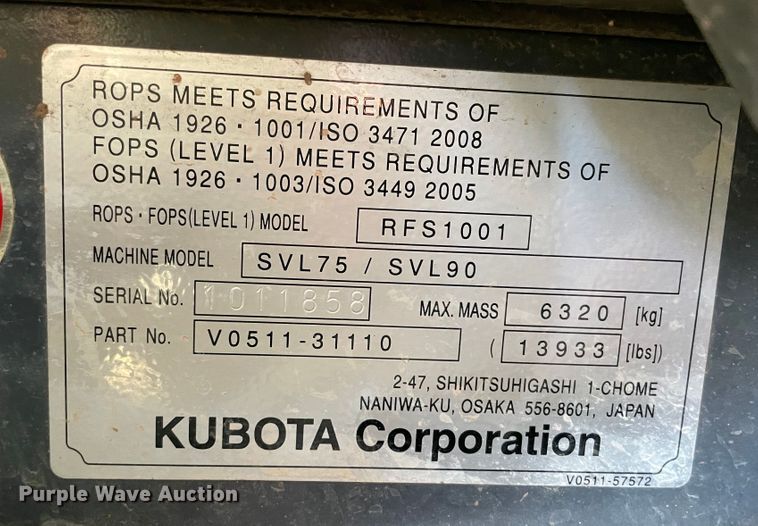 ROPS MEETS REQUIREMENTS OF
OSHA 1926・1001/ISO 3471 2008
FOPS (LEVEL 1) MEETS REQUIREMENTS OF
OSHA 1926・1003/ISO 3449 2005
ROPS・FOPS(LEVEL 1) MODEL RFS1001
MACHINE MODEL SVL75 / SVL90
SERIAL No. 1011858 MAX. MASS 6320 [kg]
PART No. V0511-31110 ( 13933 [lbs])
2-47, SHIKITSUHIGASHI 1-CHOME
NANIWA-KU, OSAKA 556-8601, JAPAN
KUBOTA Corporation
V0511-57572
Purple Wave Auction